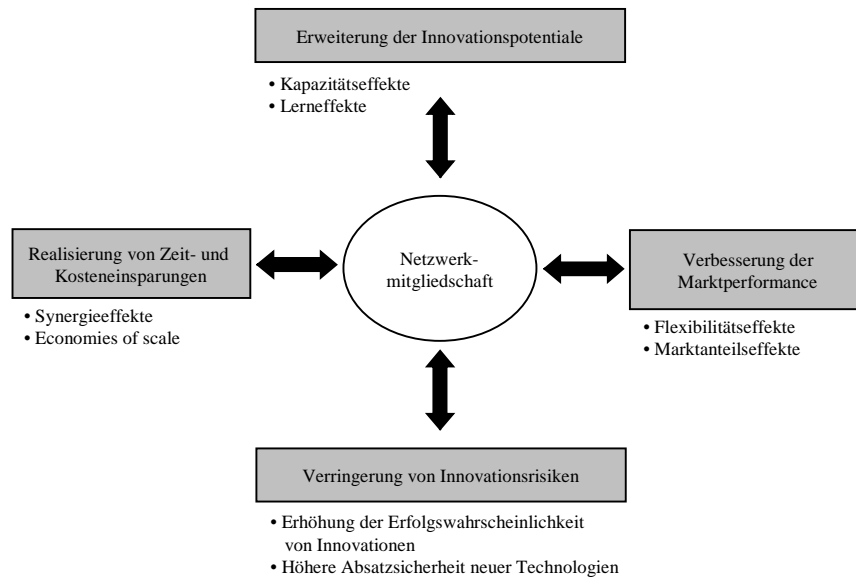 Erweiterung der Innovationspotentiale
• Kapazitätseffekte
• Lerneffekte
Realisierung von Zeit- und
Kosteneinsparungen
• Synergieeffekte
• Economies of scale
Netzwerk-
mitgliedschaft
Verbesserung der
Marktperformance
• Flexibilitätseffekte
• Marktanteilseffekte
Verringerung von Innovationsrisiken
• Erhöhung der Erfolgswahrscheinlichkeit
von Innovationen
• Höhere Absatzsicherheit neuer Technologien